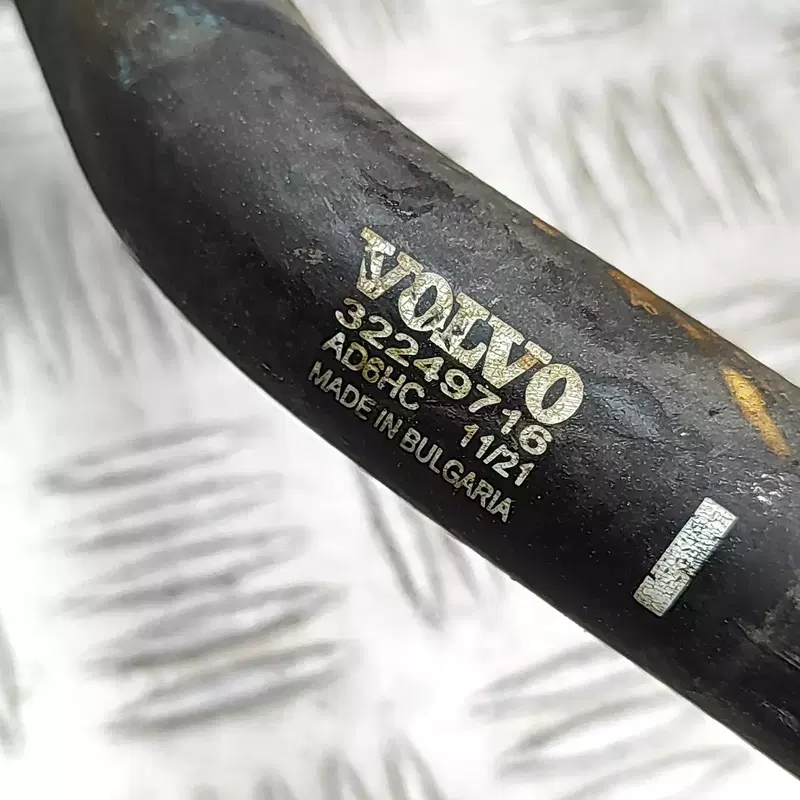 VOLVO
32249716
AD6HC 11/21
MADE IN BULGARIA